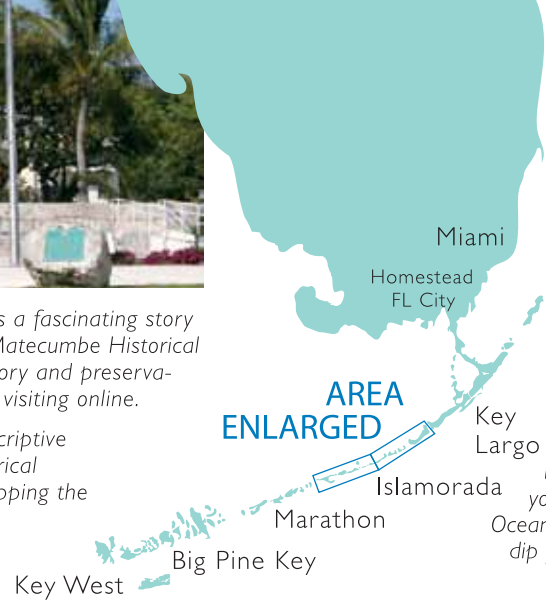 Miami
Homestead
FL City
s a fascinating story
Matecumbe Historical
ory and preserva-
visiting online.
AREA
ENLARGED
criptive
rical
pping the
Key
Largo
Islamorada
yo
Ocean
dip
Marathon
Big Pine Key
Key West